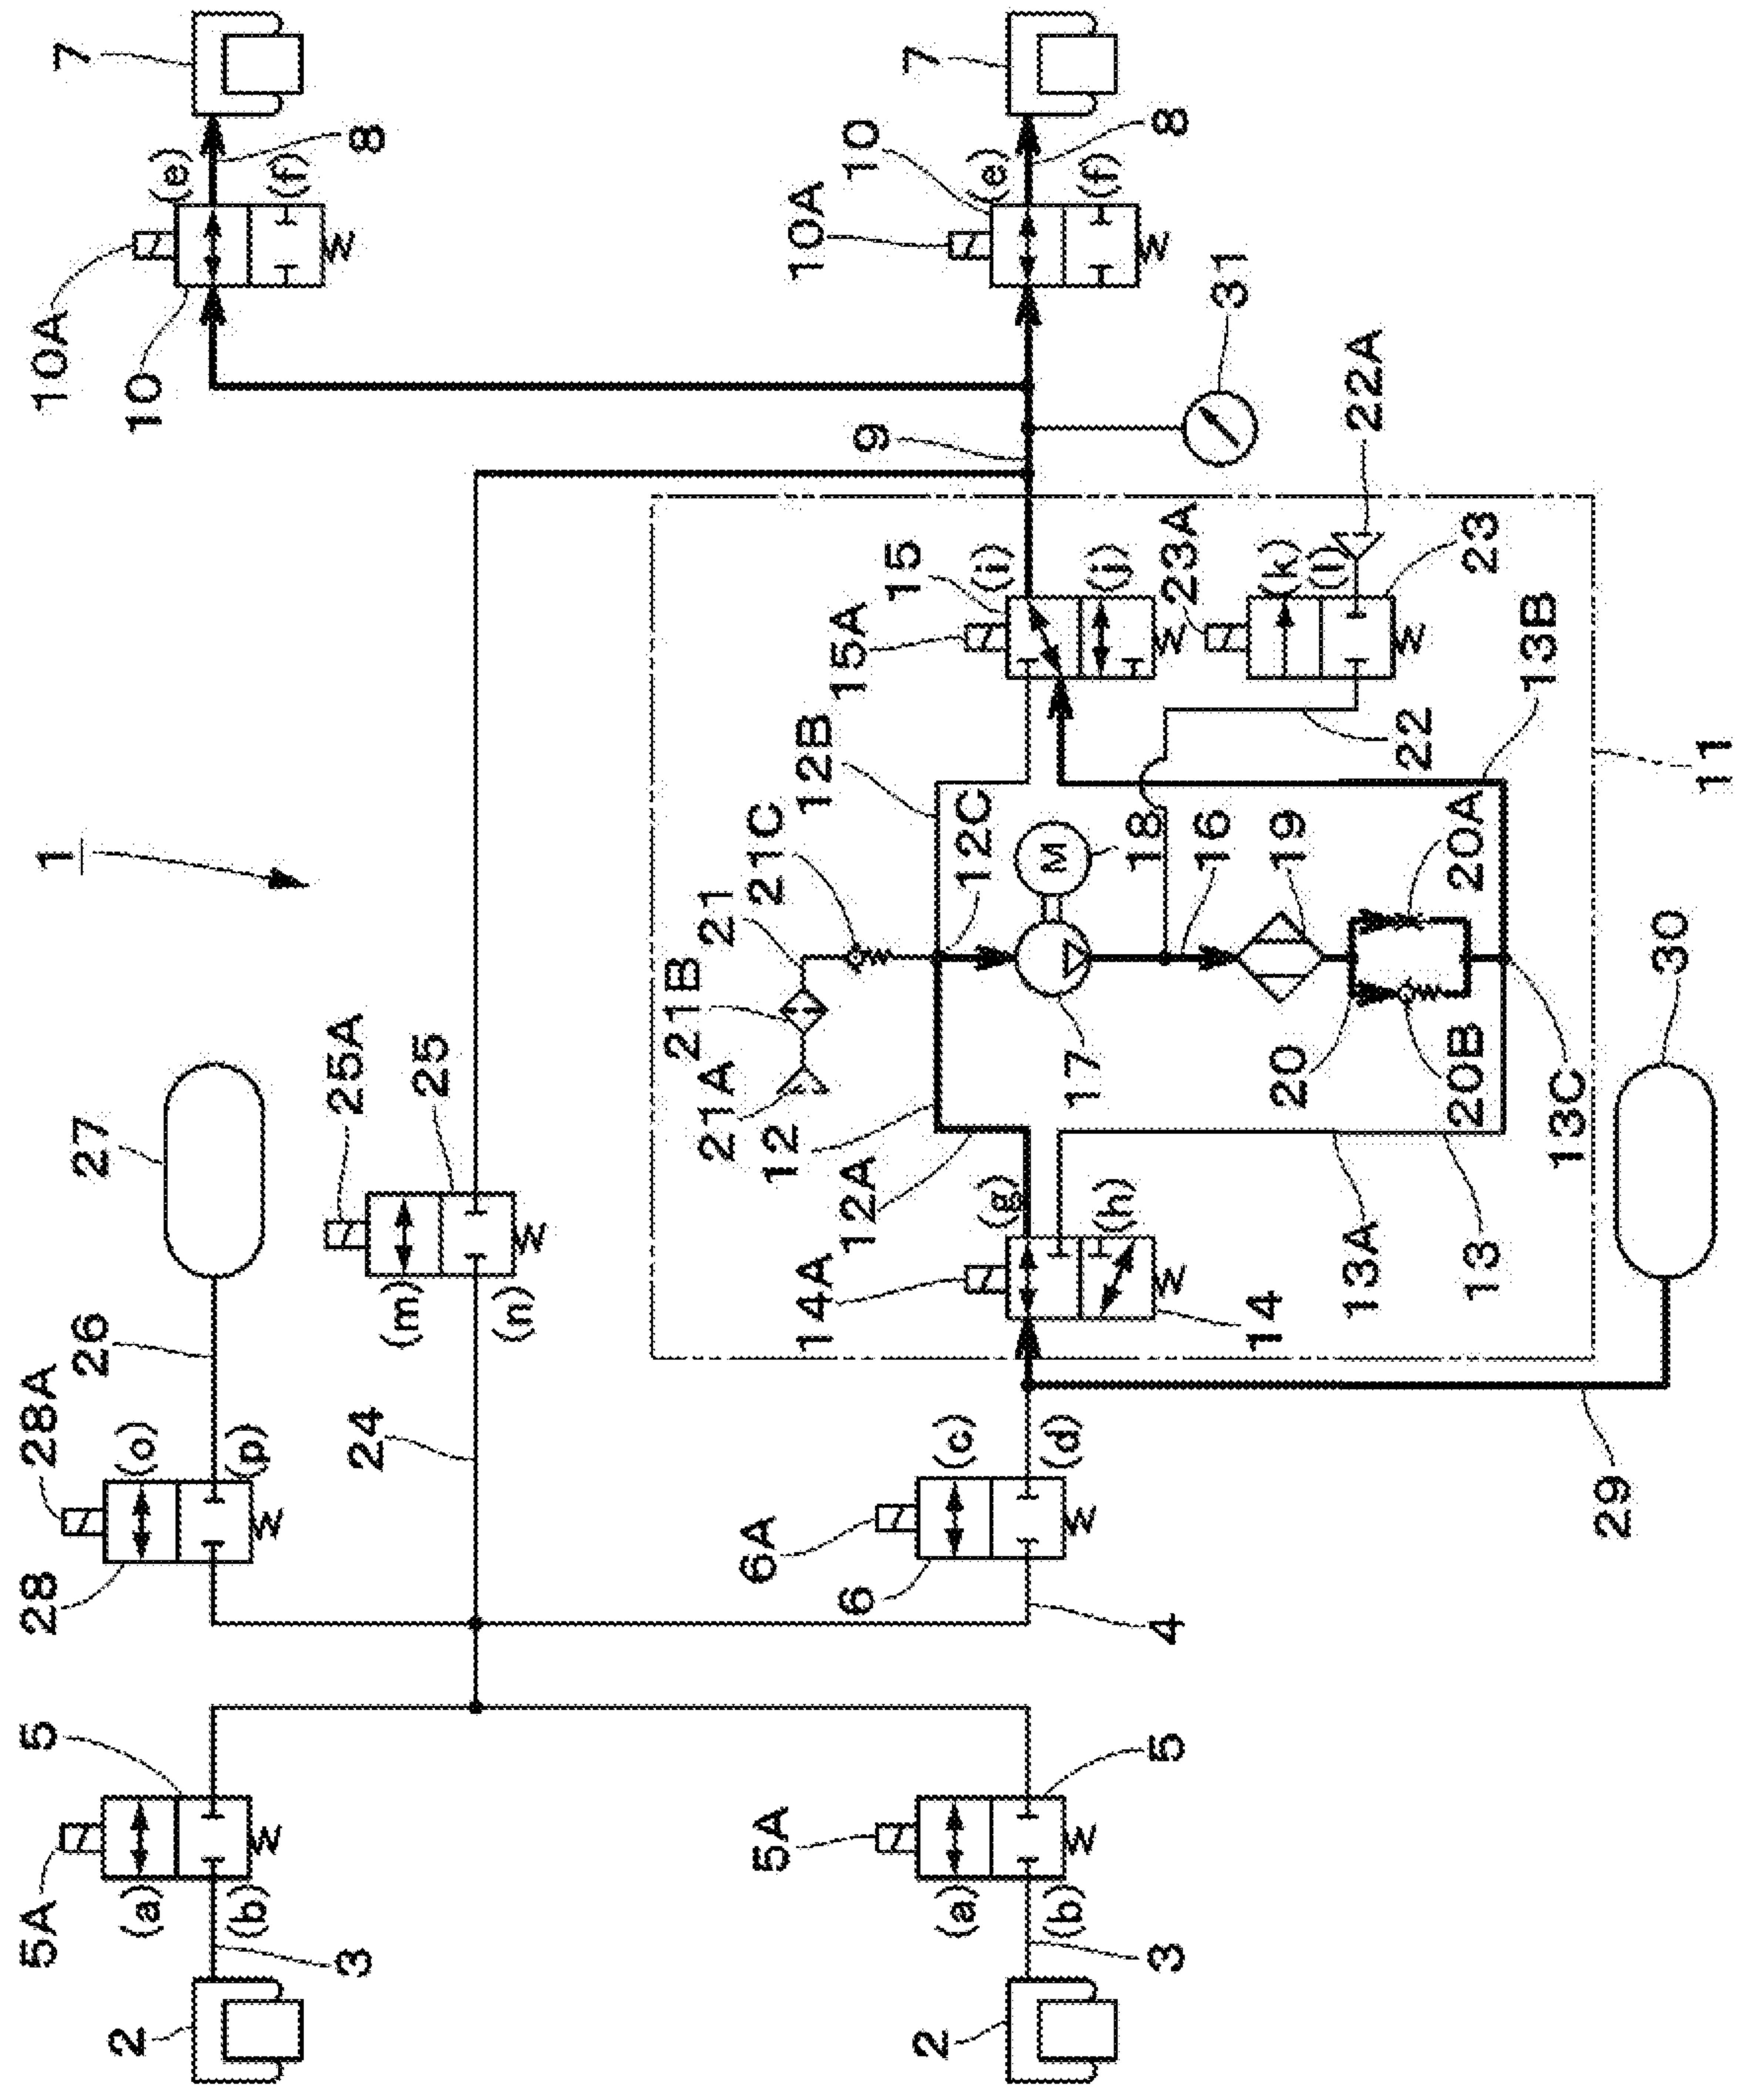 5A
5
28
28A
1
10A
26
27
7
2
(a)
(o)
10
(e)
(b)
(p)
(f)
3
24
25A
8
(m)
25
(n)
21B
21A
21
5A
6A
12
21C
14A
12B
10A
6
12A
15A
9
10
15
7
2
(a)
(c)
12C
(g)
(i)
(e)
(b)
(d)
M
17
(h)
(j)
(f)
18
3
5
4
8
23A
16
31
14
20
19
(k)
(l)
13A
22A
22
20B
20A
13
23
13B
13C
29
30
11